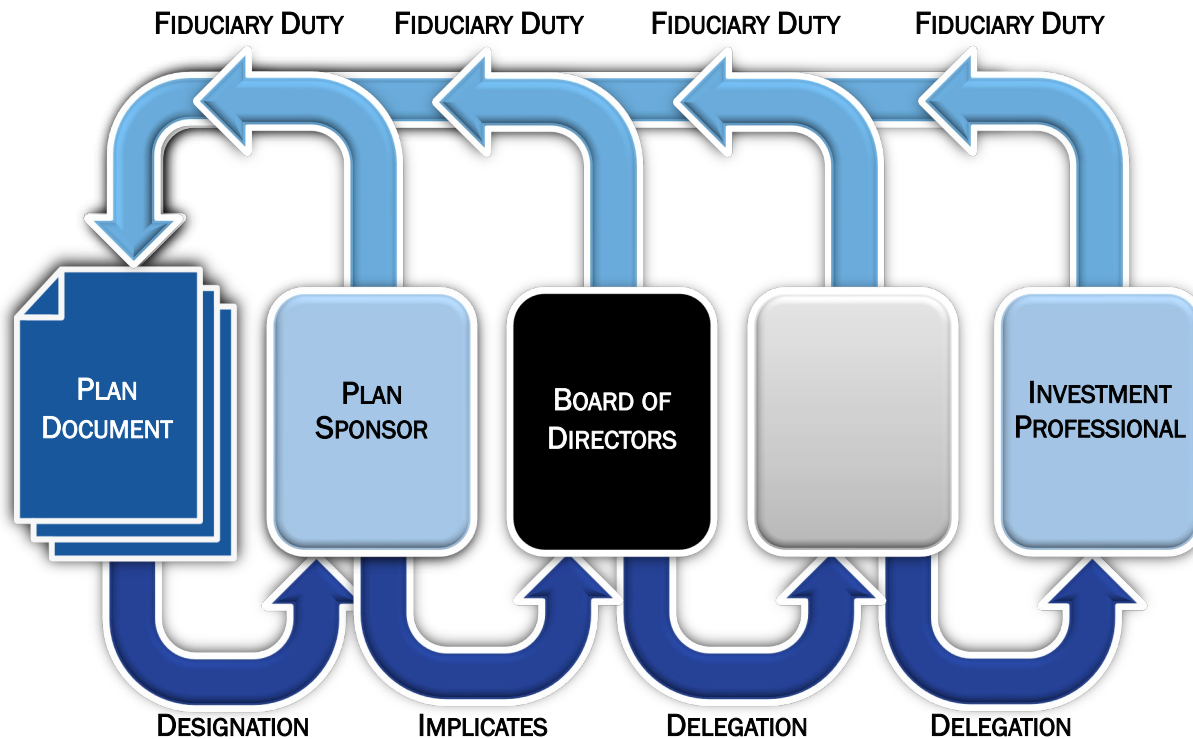 FIDUCIARY DUTY FIDUCIARY DUTY FIDUCIARY DUTY FIDUCIARY DUTY
PLAN
DOCUMENT
PLAN
SPONSOR
BOARD OF
DIRECTORS
INVESTMENT
PROFESSIONAL
DESIGNATION IMPLICATES DELEGATION DELEGATION